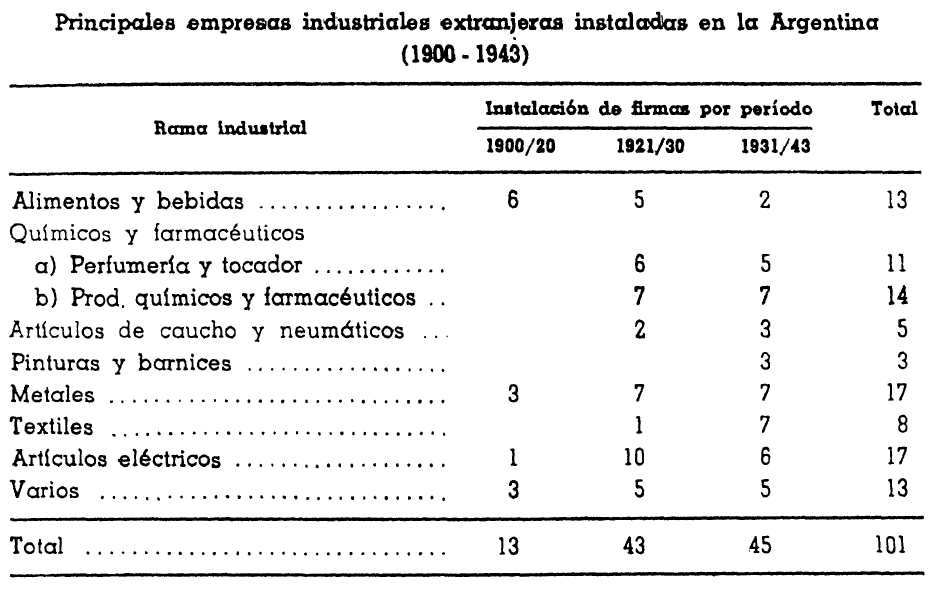 Principales empresas industriales extranjeras instaladas en la Argentina
(1900 - 1943)
Rama industrial Instalación de firmas por período Total
1900/20 1921/30 1931/43
Alimentos y bebidas .................. 6 5 2 13
Químicos y farmacéuticos
a) Perfumería y tocador ............ 6 5 11
b) Prod. químicos y farmacéuticos .. 7 7 14
Artículos de caucho y neumáticos ... 2 3 5
Pinturas y barnices .................. 3 3
Metales .............................. 3 7 7 17
Textiles .............................. 1 7 8
Artículos eléctricos ................... 1 10 6 17
Varios ............................... 3 5 5 13
Total ................................ 13 43 45 101